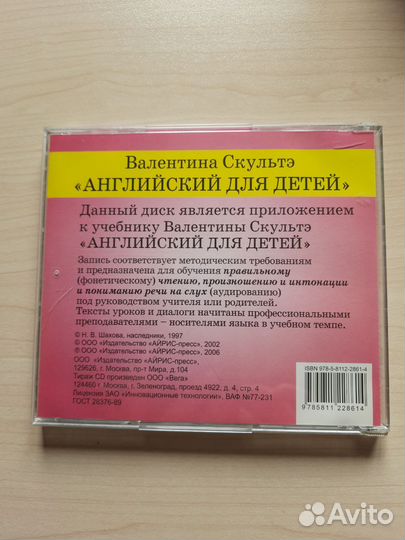 Валентина Скультэ
«АНГЛИЙСКИЙ ДЛЯ ДЕТЕЙ»
Данный диск является приложением
к учебнику Валентины Скультэ
«АНГЛИЙСКИЙ ДЛЯ ДЕТЕЙ»
Запись соответствует методическим требованиям
и предназначена для обучения правильному
(фонетическому) чтению, произношению и интонации
и пониманию речи на слух (аудированию)
под руководством учителя или родителей.
Тексты уроков и диалоги начитаны профессиональными
преподавателями – носителями языка в учебном темпе.
© Н. В. Шахова, наследники, 1997
© ООО «Издательство «АЙРИС-пресс», 2002
℗ ООО «Издательство «АЙРИС-пресс», 2006
ООО «Издательство «АЙРИС-пресс»,
129626, г. Москва, пр-т Мира, д.104
Тираж CD произведен ООО «Вега»
124460 г. Москва, г. Зеленоград, проезд 4922, д. 4, стр. 4
Лицензия ЗАО «Инновационные технологии», ВАФ №77-231
ГОСТ 28376-89
ISBN 978-5-8112-2861-4
9785811228614
Avito